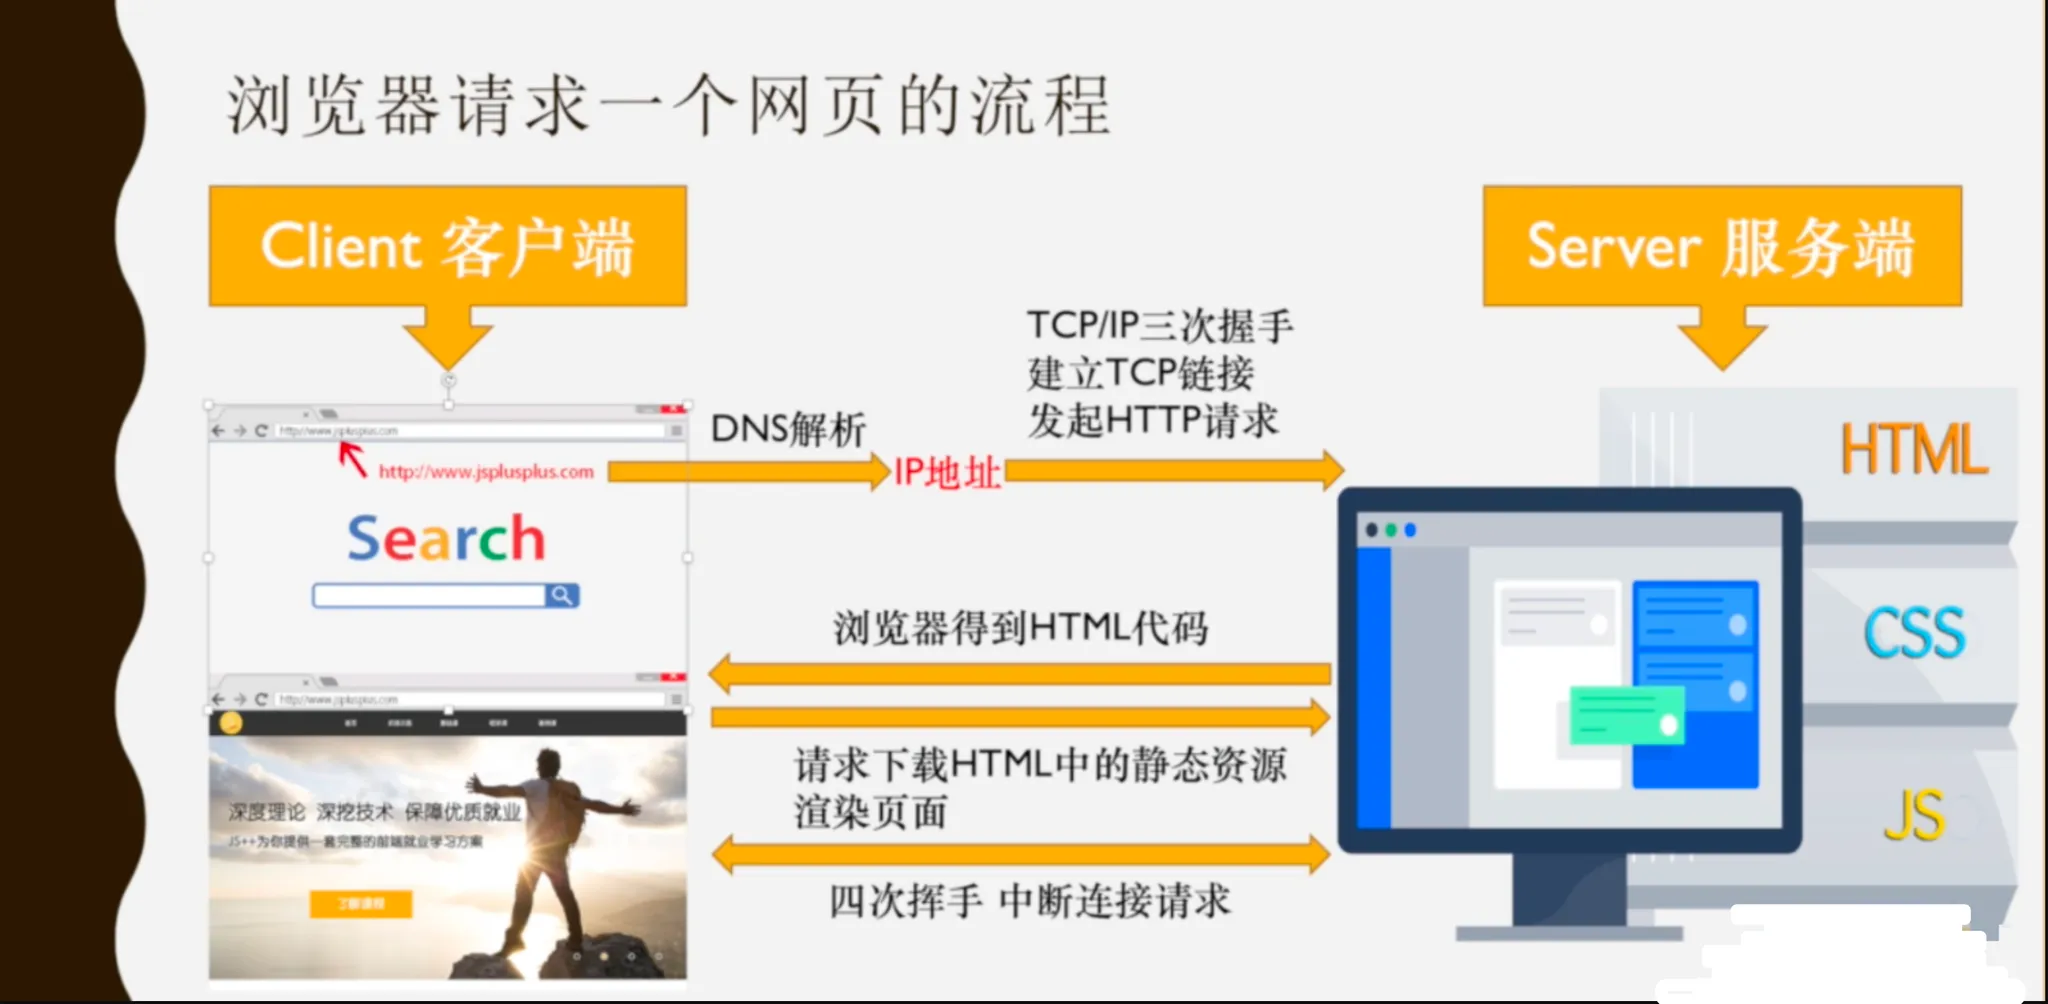 浏览器请求一个网页的流程
Client 客户端
Server 服务端
TCP/IP三次握手
建立TCP链接
发起HTTP请求
http://www.jsplusplus.com
DNS解析
http://www.jsplusplus.com
IP地址
HTML
Search
浏览器得到HTML代码
CSS
http://www.jsplusplus.com
请求下载HTML中的静态资源
渲染页面
深度理论 深挖技术 保障优质就业
JS++为你提供一套完整的前端就业学习方案
JS
了解课程
四次挥手 中断连接请求